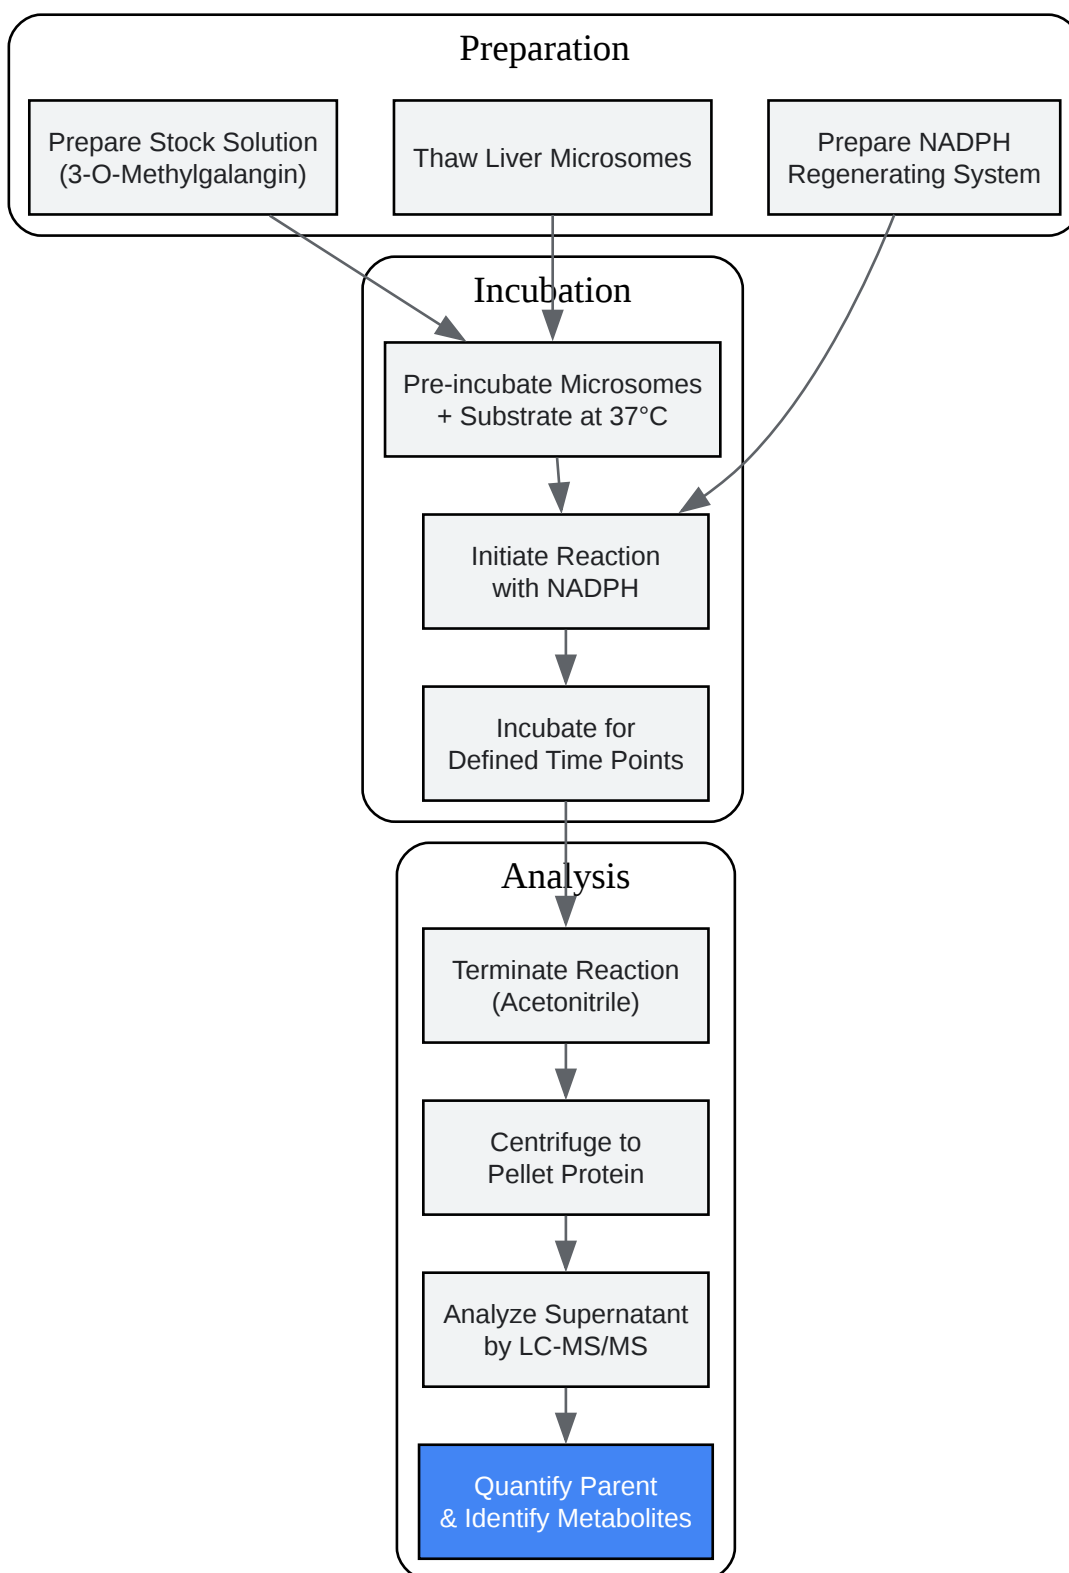 Preparation
Prepare Stock Solution
(3-O-Methylgalangin)
Thaw Liver Microsomes
Prepare NADPH
Regenerating System
Incubation
Pre-incubate Microsomes
+ Substrate at 37°C
Initiate Reaction
with NADPH
Incubate for
Defined Time Points
Analysis
Terminate Reaction
(Acetonitrile)
Centrifuge to
Pellet Protein
Analyze Supernatant
by LC-MS/MS
Quantify Parent
& Identify Metabolites